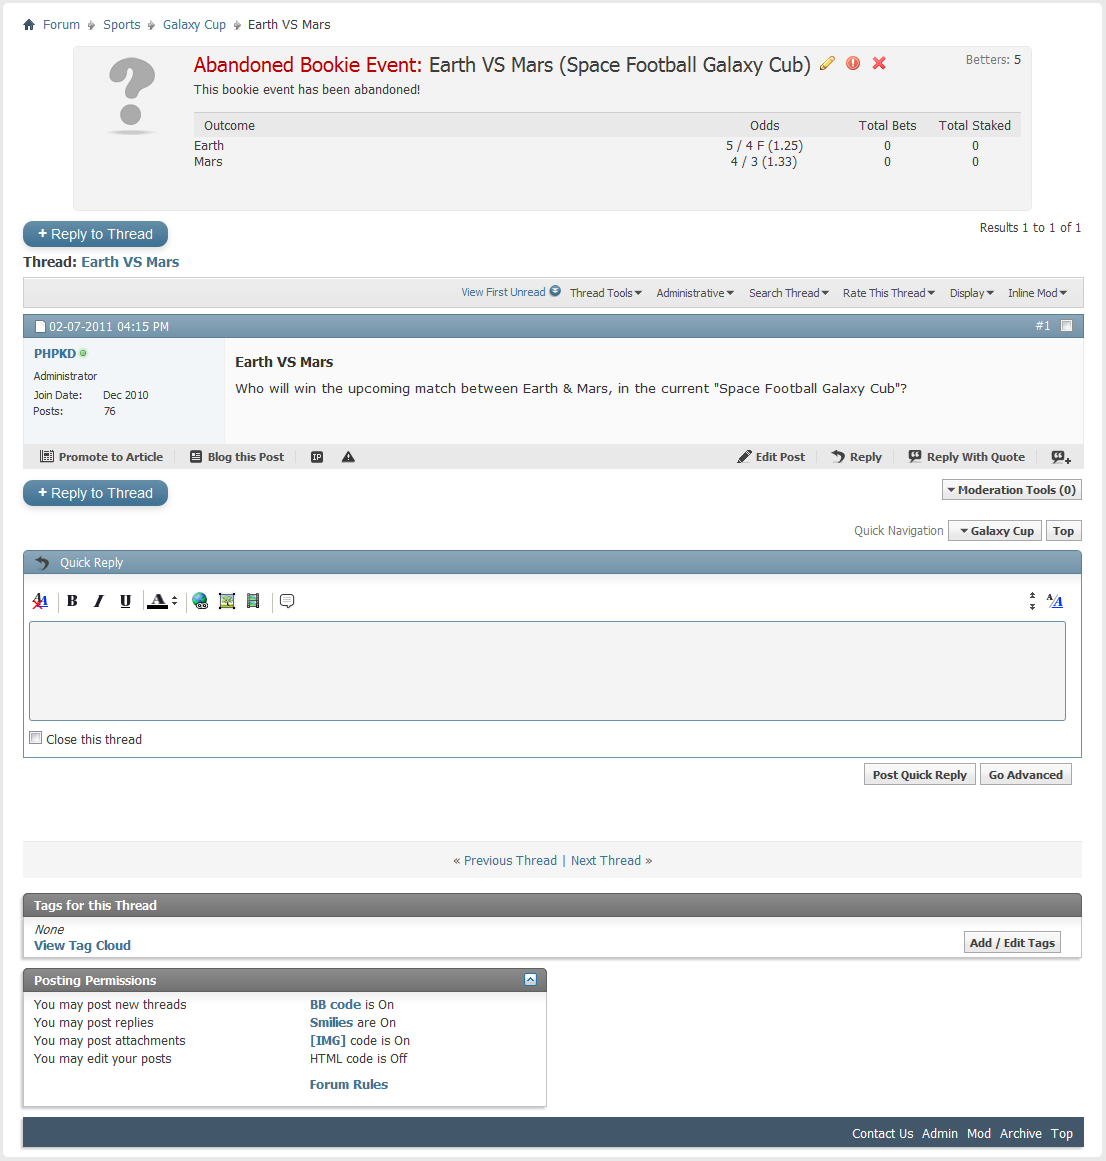 Forum Sports Galaxy Cup Earth VS Mars
Abandoned Bookie Event: Earth VS Mars (Space Football Galaxy Cub)
Betters: 5
This bookie event has been abandoned!
Outcome Odds Total Bets Total Staked
Earth 5 / 4 F (1.25) 0 0
Mars 4 / 3 (1.33) 0 0
+ Reply to Thread
Results 1 to 1 of 1
Thread: Earth VS Mars
View First Unread Thread Tools Administrative Search Thread Rate This Thread Display Inline Mod
02-07-2011 04:15 PM #1
PHPKD
Administrator
Join Date: Dec 2010
Posts: 76
Earth VS Mars
Who will win the upcoming match between Earth & Mars, in the current "Space Football Galaxy Cub"?
Promote to Article Blog this Post IP Edit Post Reply Reply With Quote
+ Reply to Thread
Moderation Tools (0)
Quick Navigation Galaxy Cup Top
Quick Reply
A A B I U A A/A
Close this thread
Post Quick Reply Go Advanced
« Previous Thread | Next Thread »
Tags for this Thread
None
View Tag Cloud
Add / Edit Tags
Posting Permissions
You may post new threads
You may post replies
You may post attachments
You may edit your posts
BB code is On
Smilies are On
[IMG] code is On
HTML code is Off
Forum Rules
Contact Us Admin Mod Archive Top